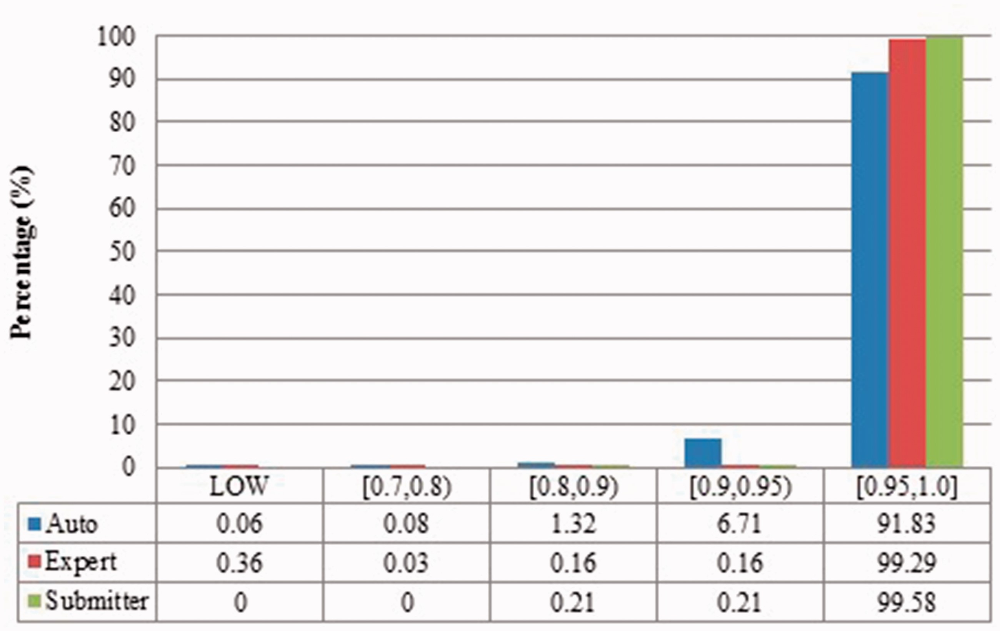 Percentage (%)
100
90
80
70
60
50
40
30
20
10
0
LOW [0.7,0.8) [0.8,0.9) [0.9,0.95) [0.95,1.0]
Auto 0.06 0.08 1.32 6.71 91.83
Expert 0.36 0.03 0.16 0.16 99.29
Submitter 0 0 0.21 0.21 99.58